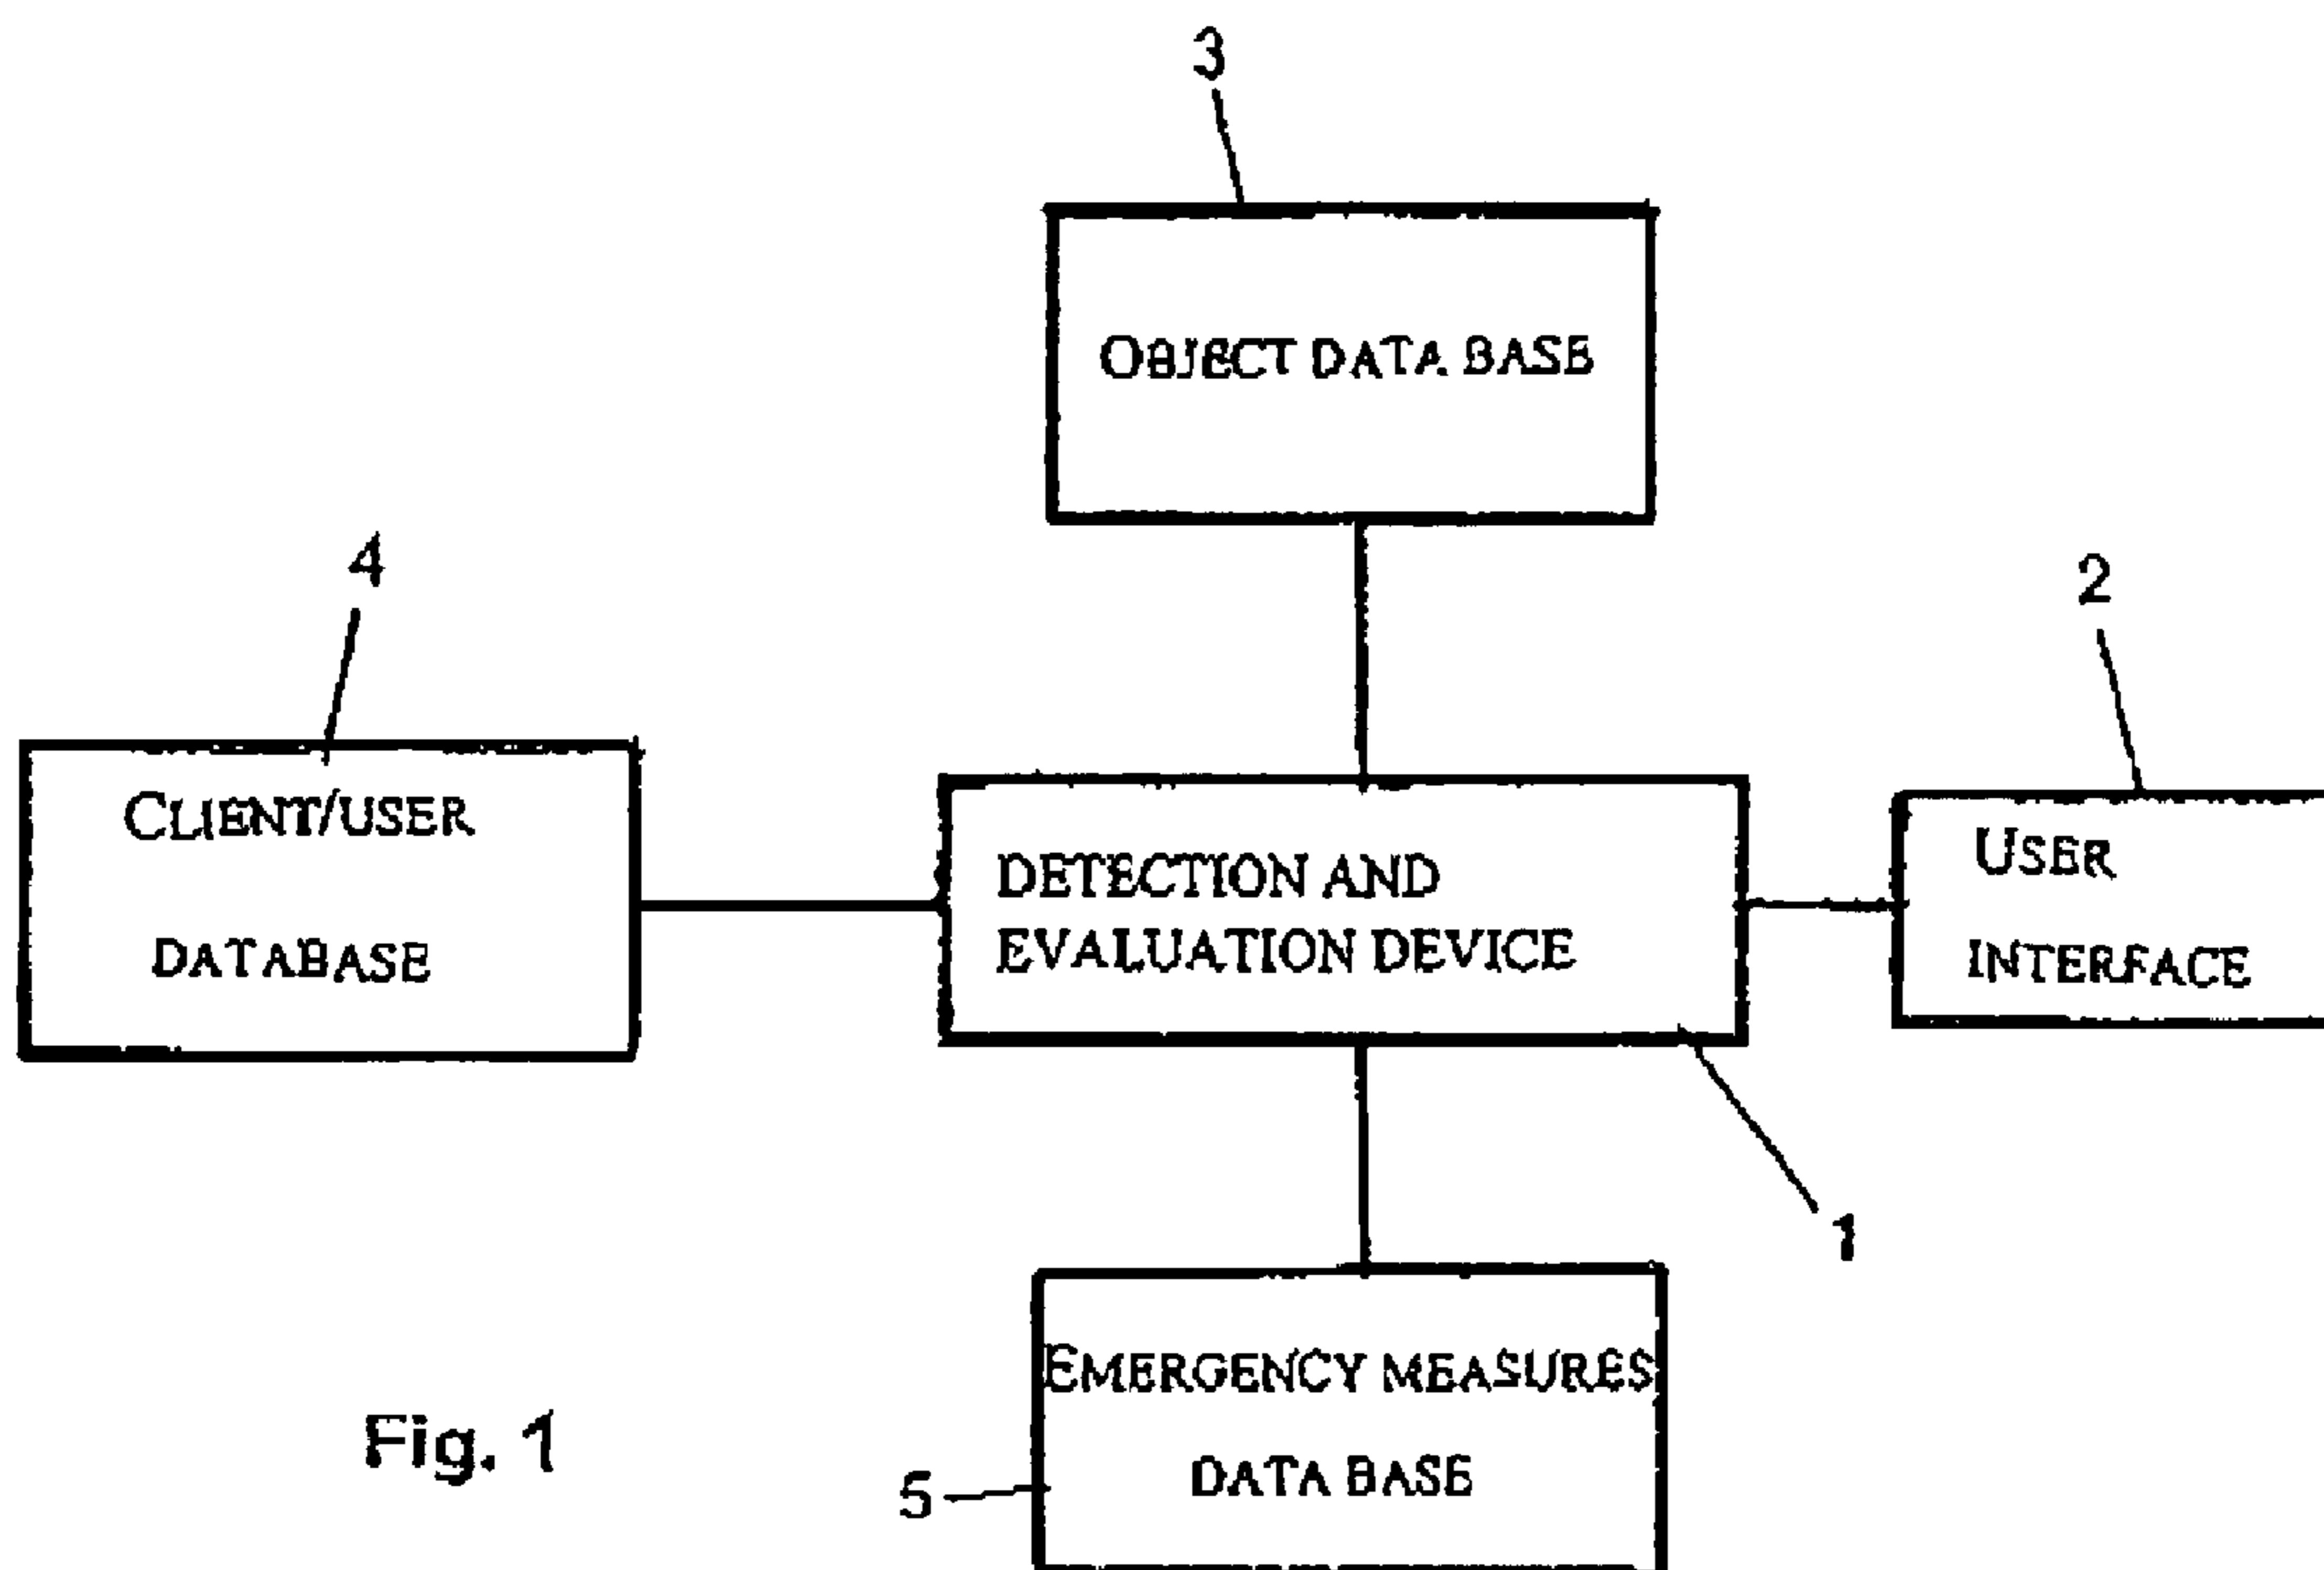 3
OBJECT DATA BASE
4
2
CLIENT/USER
DATABASE
DETECTION AND
EVALUATION DEVICE
USER
INTERFACE
1
EMERGENCY MEASURES
DATA BASE
5
Fig. 1